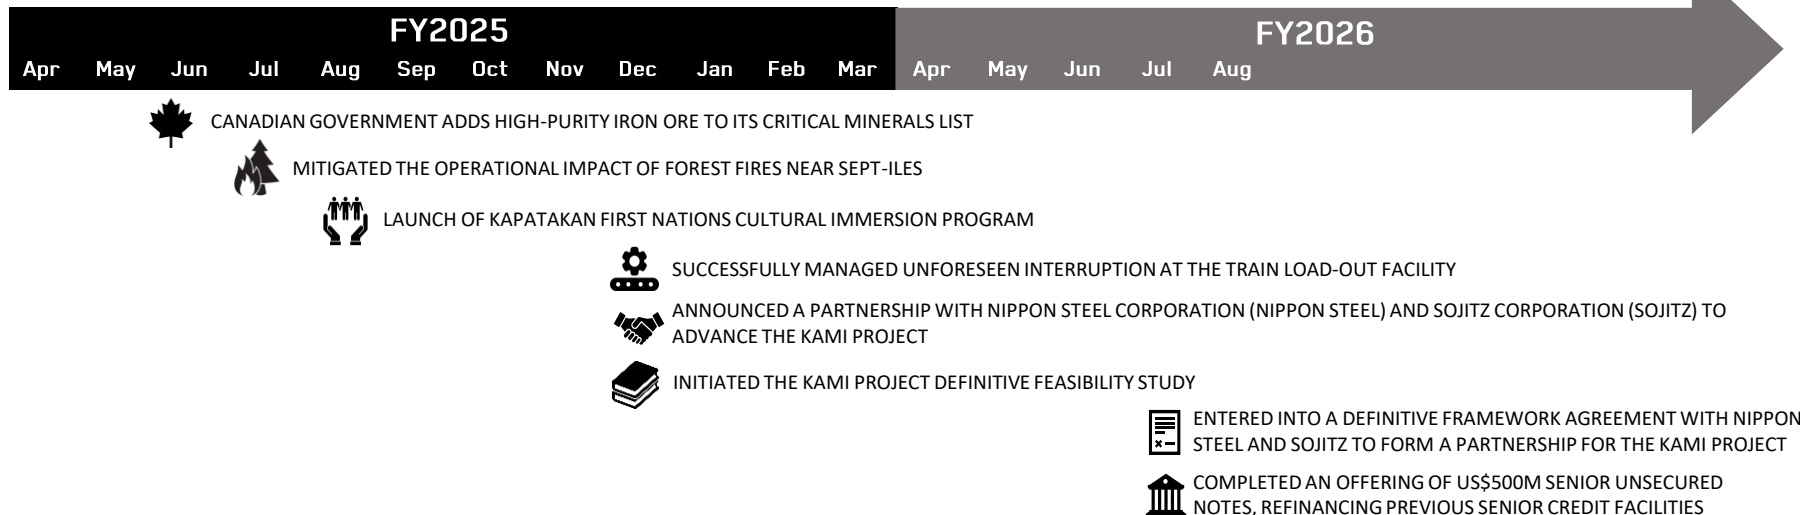 FY2025 FY2026
Apr May Jun Jul Aug Sep Oct Nov Dec Jan Feb Mar Apr May Jun Jul Aug
CANADIAN GOVERNMENT ADDS HIGH-PURITY IRON ORE TO ITS CRITICAL MINERALS LIST
MITIGATED THE OPERATIONAL IMPACT OF FOREST FIRES NEAR SEPT-ILES
LAUNCH OF KAPATAKAN FIRST NATIONS CULTURAL IMMERSION PROGRAM
SUCCESSFULLY MANAGED UNFORESEEN INTERRUPTION AT THE TRAIN LOAD-OUT FACILITY
ANNOUNCED A PARTNERSHIP WITH NIPPON STEEL CORPORATION (NIPPON STEEL) AND SOJITZ CORPORATION (SOJITZ) TO
ADVANCE THE KAMI PROJECT
INITIATED THE KAMI PROJECT DEFINITIVE FEASIBILITY STUDY
ENTERED INTO A DEFINITIVE FRAMEWORK AGREEMENT WITH NIPPON
STEEL AND SOJITZ TO FORM A PARTNERSHIP FOR THE KAMI PROJECT
COMPLETED AN OFFERING OF US$500M SENIOR UNSECURED
NOTES, REFINANCING PREVIOUS SENIOR CREDIT FACILITIES